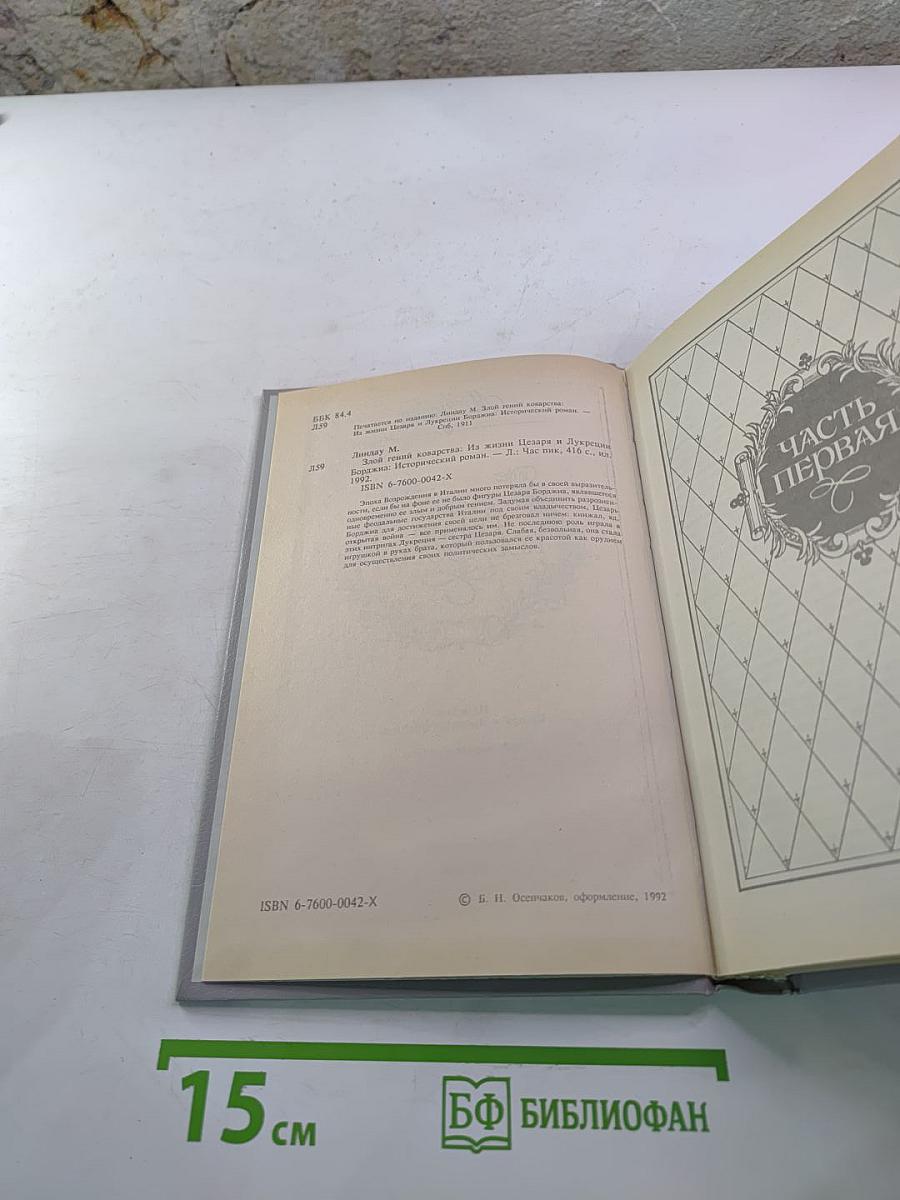 ББК 84.4
Л59
Печатается по изданию: Линдау М. Злой гений коварства:
Из жизни Цезаря и Лукреции Борджиа: Исторический роман. —
Спб, 1911
Линдау М.
Л59
Злой гений коварства: Из жизни Цезаря и Лукреции
Борджиа: Исторический роман. — Л.: Час пик, 416 с., ил.
1992.
ISBN 6-7600-0042-X
Эпоха Возрождения в Италии много потеряла бы в своей выразитель-
ности, если бы на фоне ее не было фигуры Цезаря Борджиа, являвшегося
одновременно ее злым и добрым гением. Задумав объединить разрознен-
ные феодальные государства Италии под своим владычеством, Цезарь
Борджиа для достижения своей цели не брезговал ничем: кинжал, яд,
открытая война — все применялось им. Не последнюю роль играла в
этих интригах Лукреция — сестра Цезаря. Слабая, безвольная, она стала
игрушкой в руках брата, который пользовался ее красотой как орудием
для осуществления своих политических замыслов.
ISBN 6-7600-0042-X
© Б. Н. Осенчаков, оформление, 1992
ЧАСТЬ
ПЕРВАЯ
15 см
БФ БИБЛИОФАН